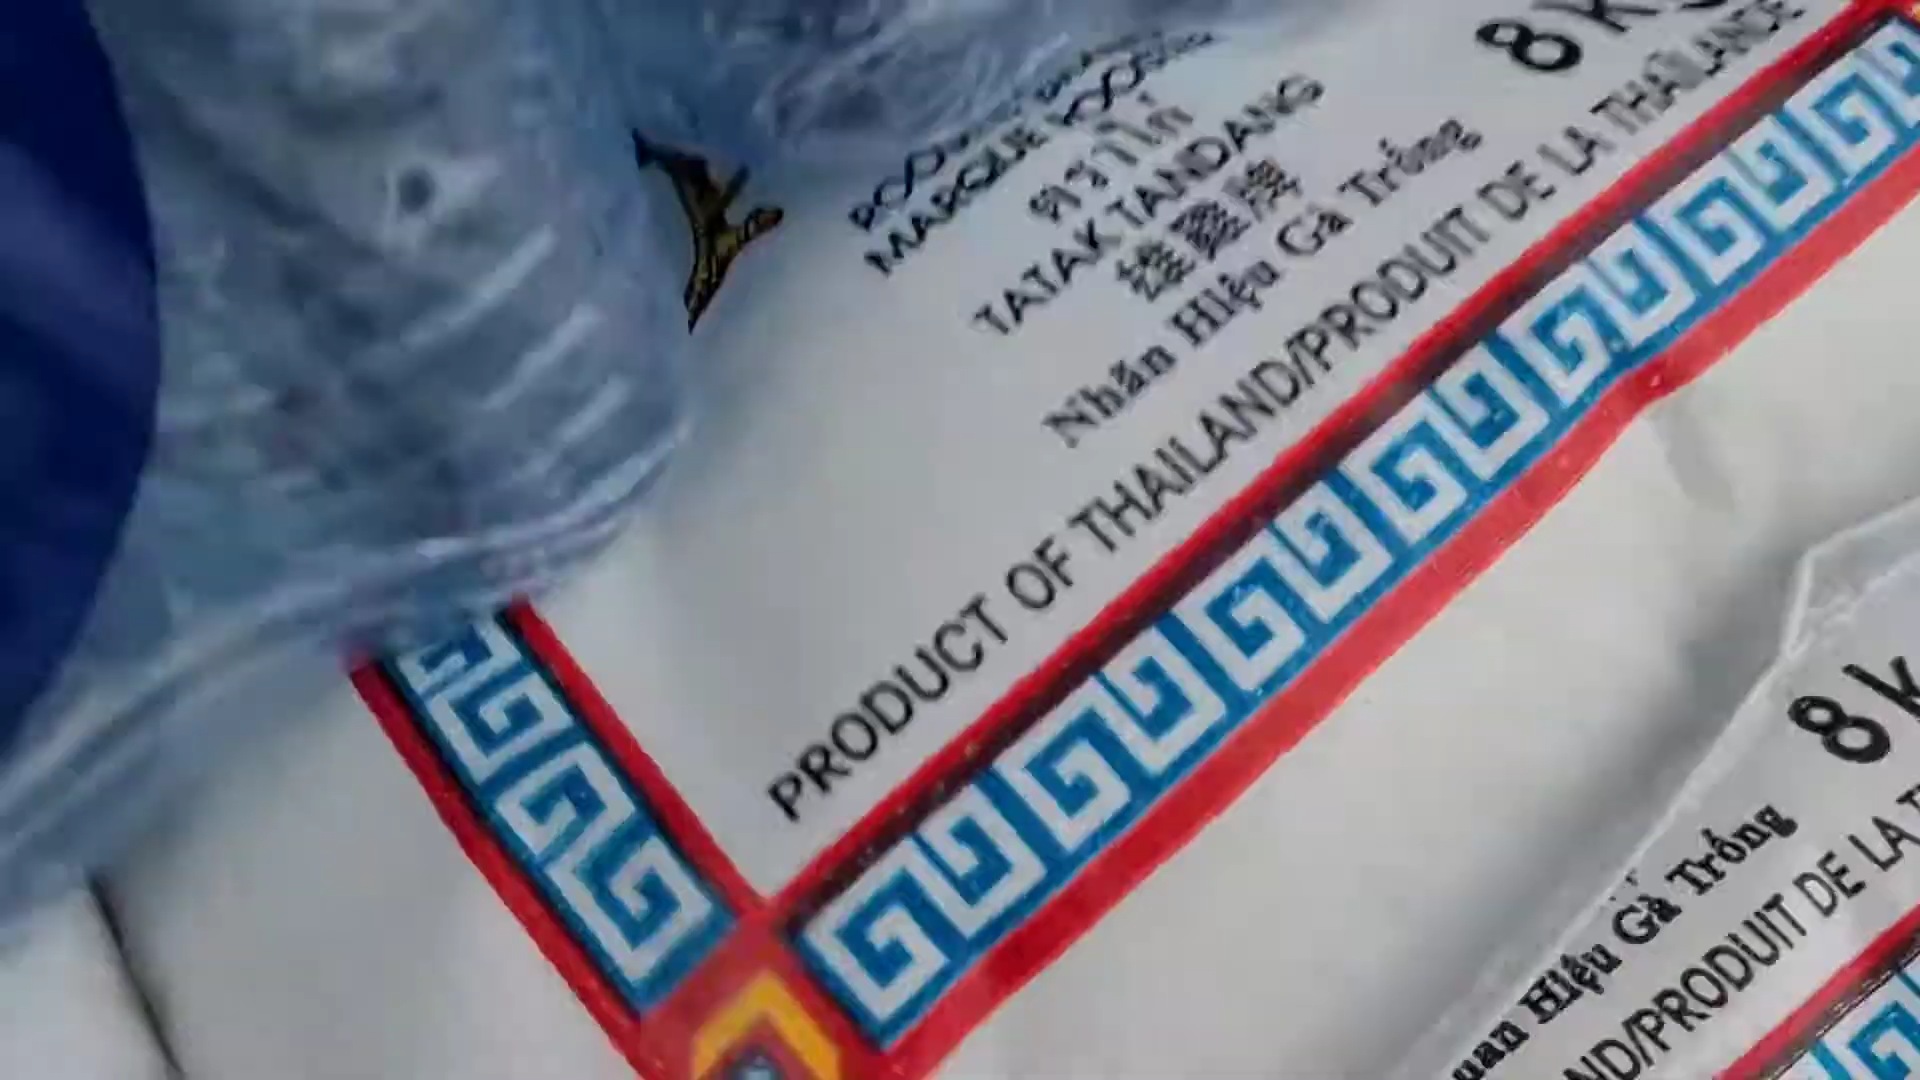 MARQUE
ตราไก่
TATAK TANDANG
雄雞牌
Nhãn Hiệu Gà Trống
8
PRODUCT OF THAILAND/PRODUIT DE LA THAÏLANDE
8
Hiệu Gà Trống
PRODUIT DE LA